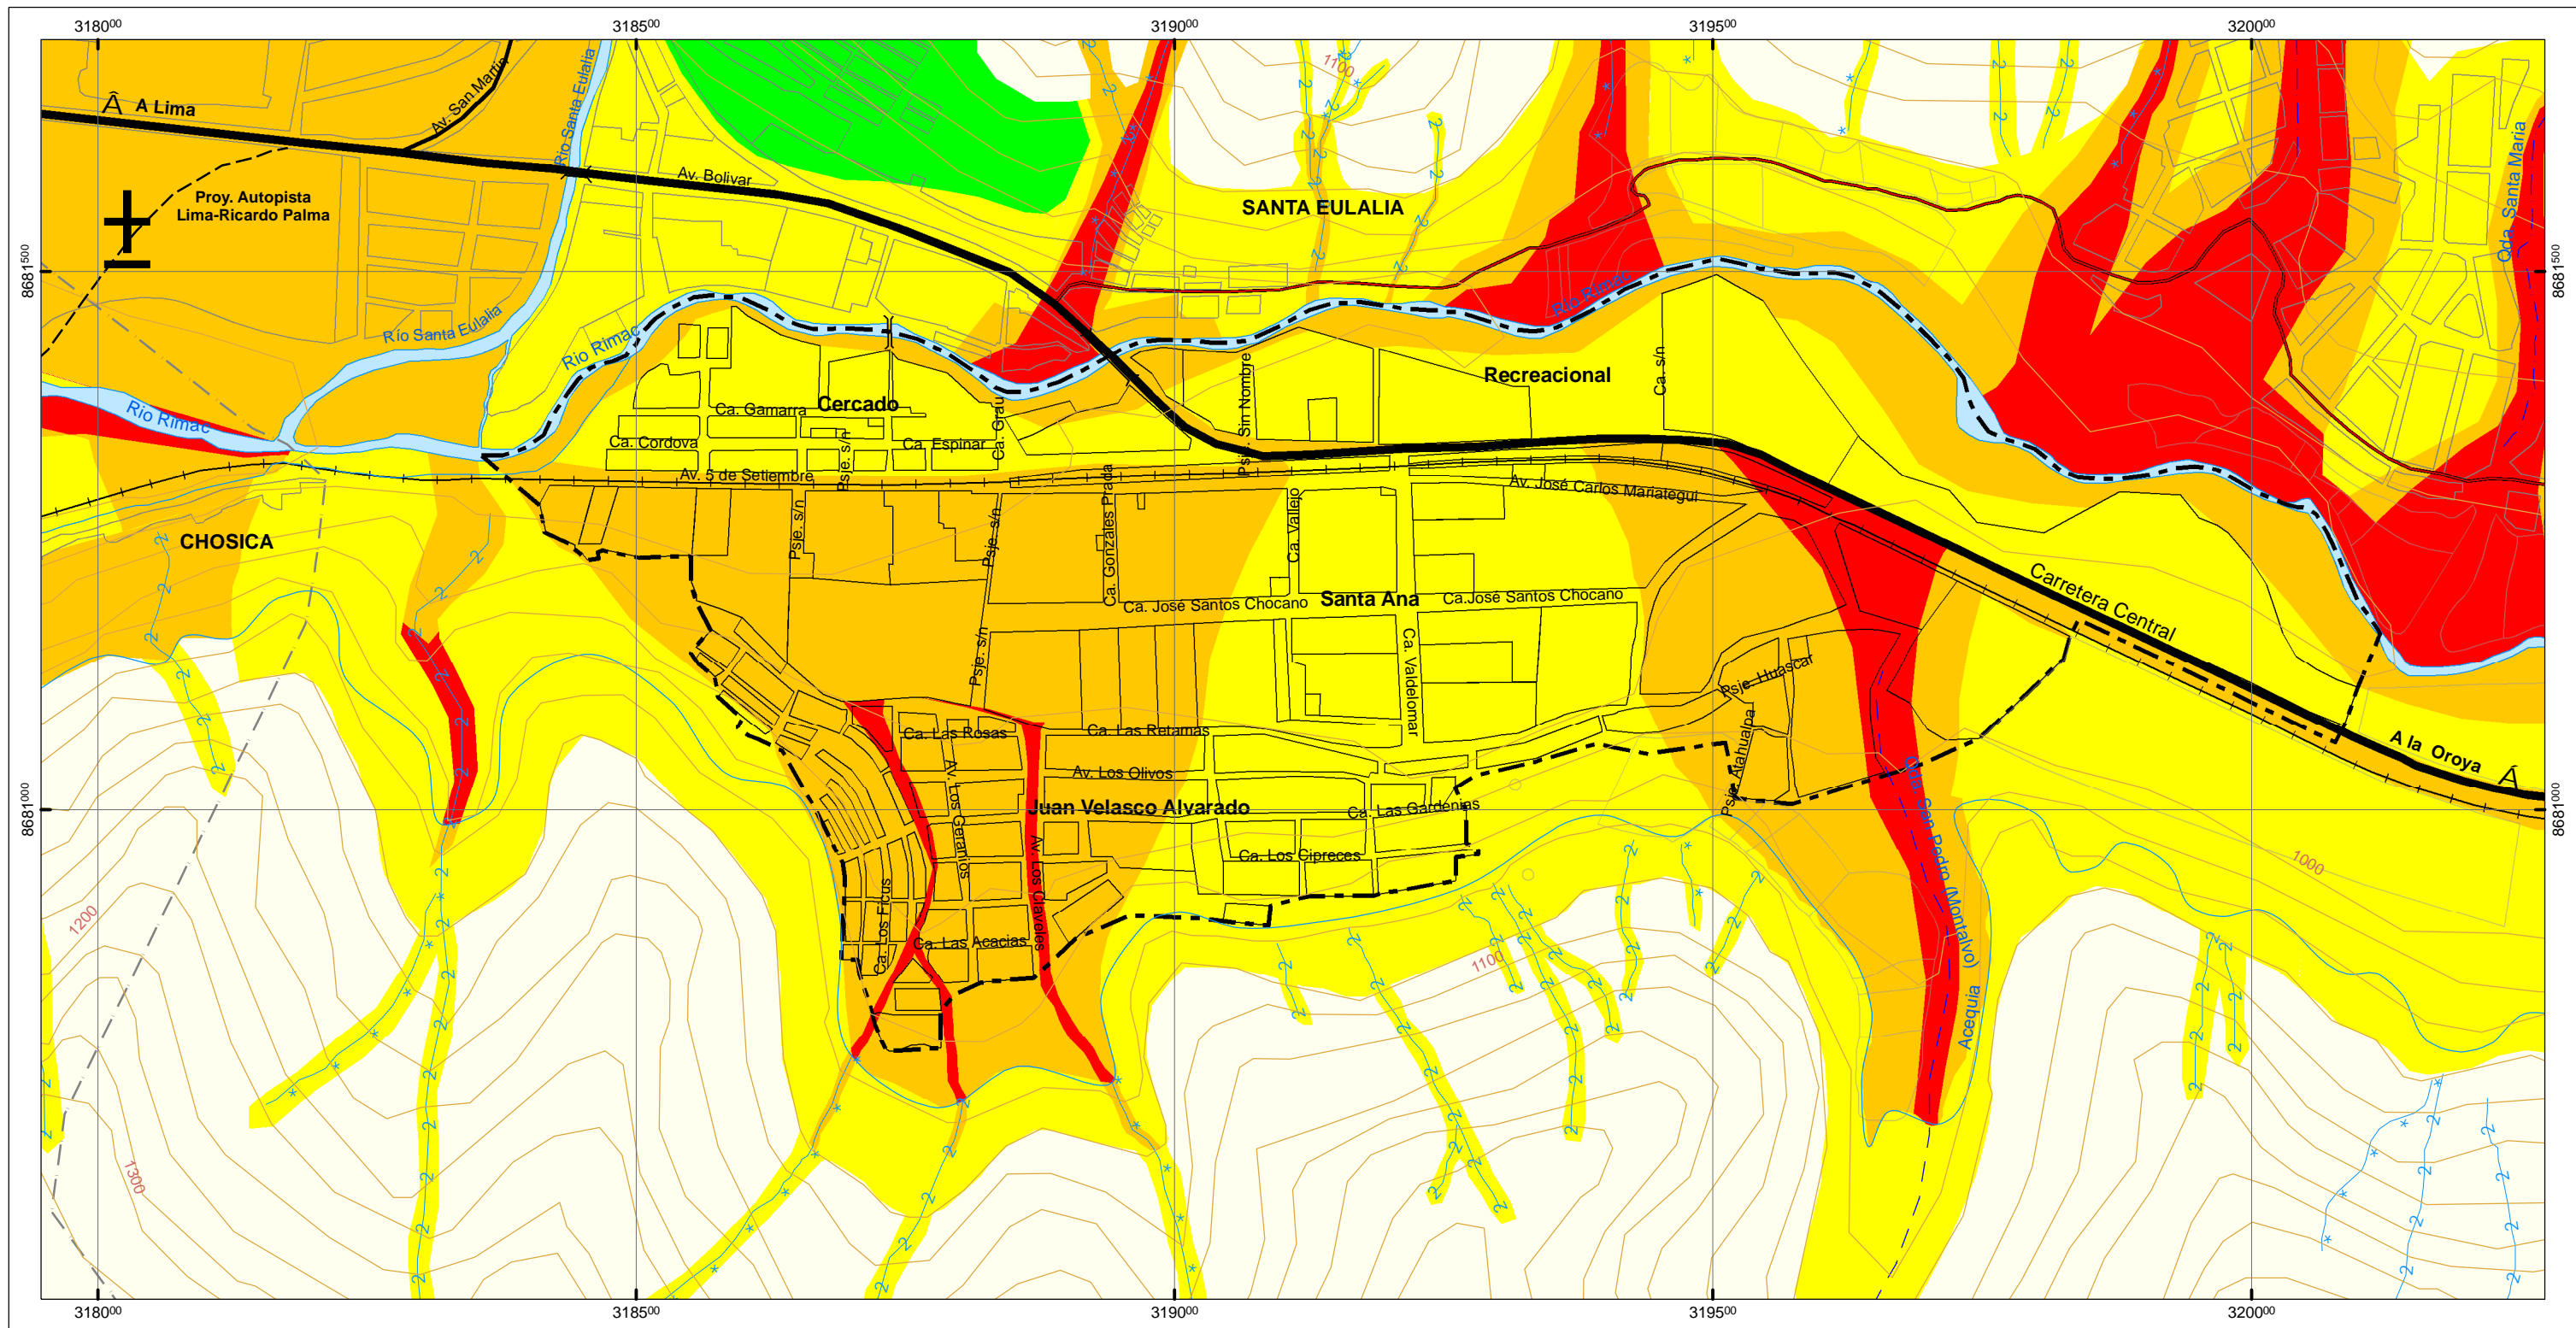 3180⁰⁰ 3185⁰⁰ 3190⁰⁰ 3195⁰⁰ 3200⁰⁰
Â A Lima
Av. San Martin
Rio Santa Eulalia
1100
Av. Bolivar
Proy. Autopista
Lima-Ricardo Palma
SANTA EULALIA
Qda Santa Maria
8681⁵⁰⁰
8681⁵⁰⁰
Río Rimac
Río Santa Eulalia
Rio Rimac
Rio Rimac
Recreacional
Ca. s/n
Psje. Sin Nombre
Cercado
Ca. Gamarra
Ca. Grau
Ca. Cordova
Psje. s/n
Ca. Espinar
Av. 5 de Setiembre
Av. José Carlos Mariategui
CHOSICA
Psje. s/n
Psje. s/n
Ca. Gonzales Prada
Ca. Vallejo
Carretera Central
Ca. José Santos Chocano
Santa Ana
Ca.José Santos Chocano
Psje. s/n
Ca. Valdelomar
Psje. Huascar
Ca. Las Rosas
Ca. Las Retamas
Psje. Atahualpa
A la Oroya Â
Av. Los Olivos
Av. Los Geranios
8681⁰⁰⁰
8681⁰⁰⁰
Juan Velasco Alvarado
Ca. Las Gardenias
Qda. San Pedro (Montalvo)
Av. Los Claveles
Ca. Los Cipreces
1000
1200
Ca. Los Ficus
Ca. Las Acacias
1100
Acequia
1300
3180⁰⁰ 3185⁰⁰ 3190⁰⁰ 3195⁰⁰ 3200⁰⁰